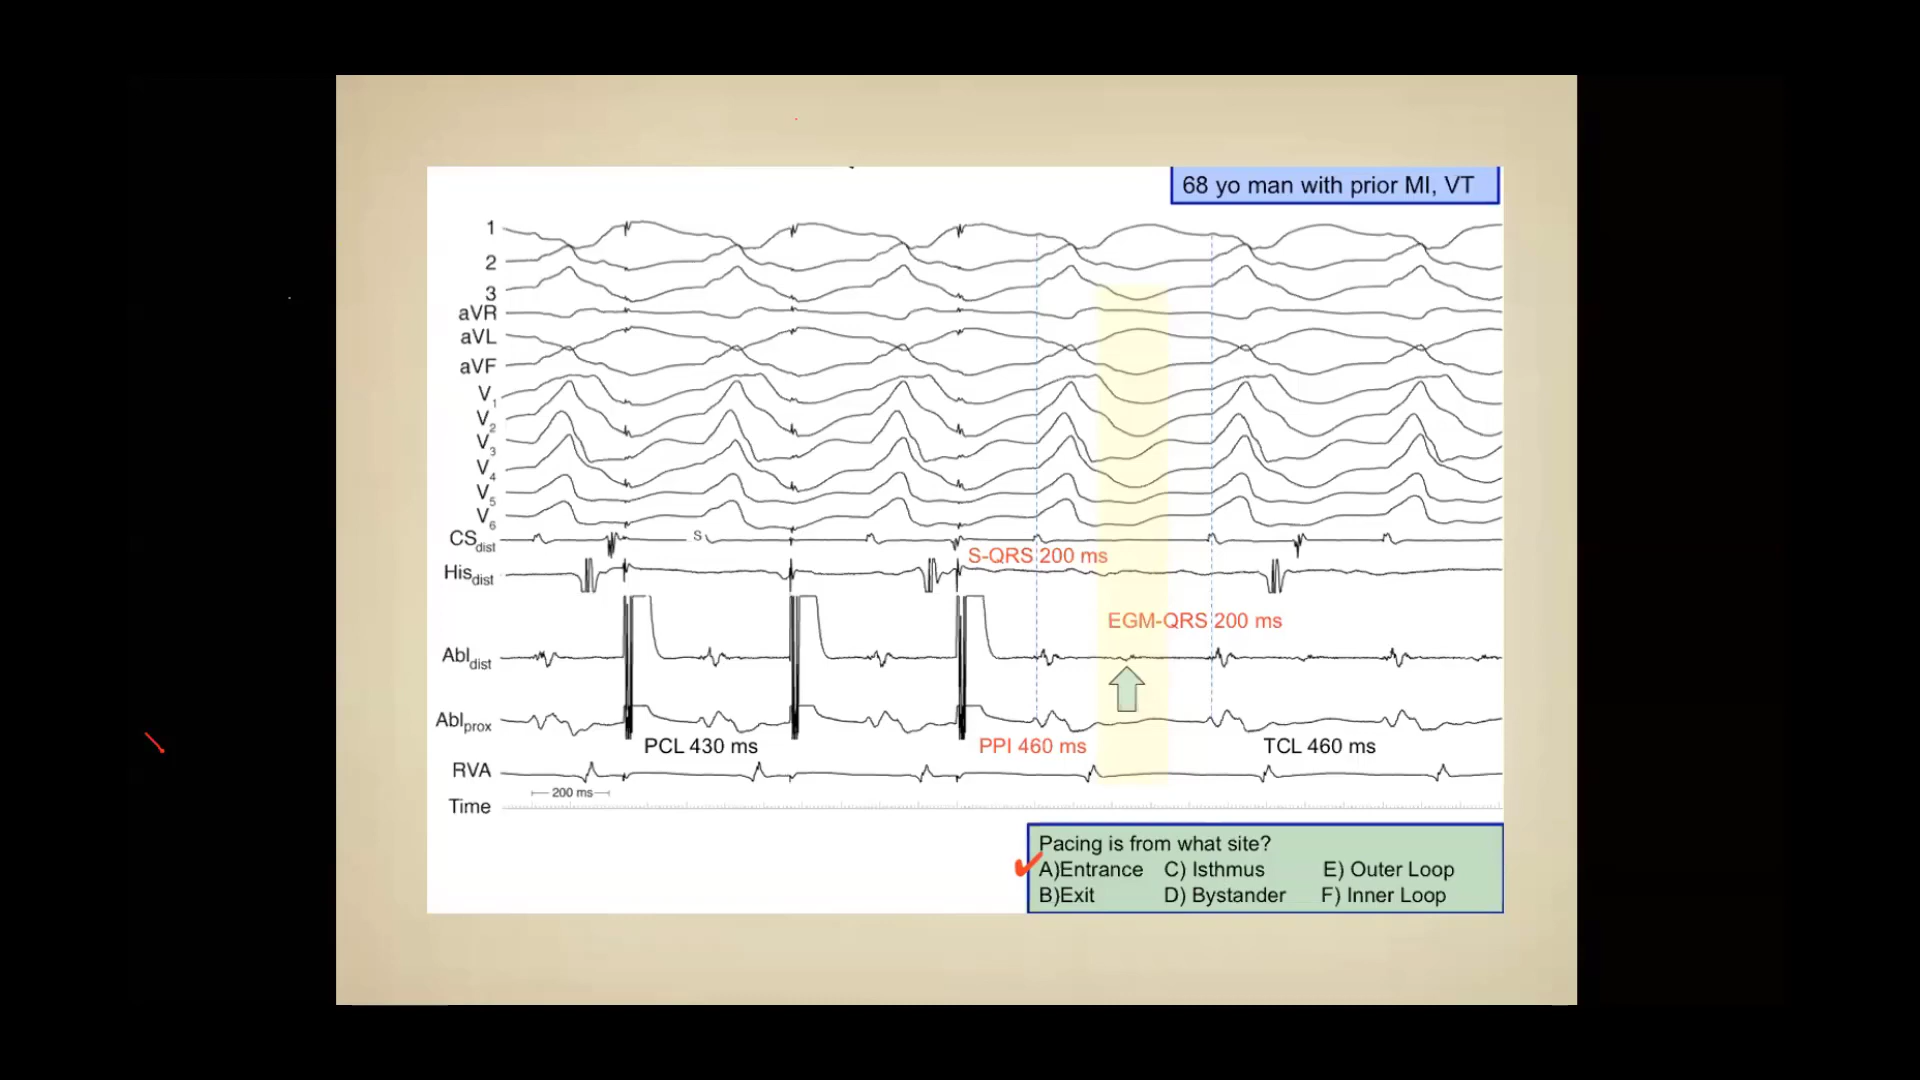 68 yo man with prior MI, VT
1
2
3
aVR
aVL
aVF
V1
V2
V3
V4
V5
V6
CSdist
S
S-QRS 200 ms
Hisdist
EGM-QRS 200 ms
Abldist
Ablprox
PCL 430 ms PPI 460 ms TCL 460 ms
RVA
200 ms
Time
Pacing is from what site?
A)Entrance C) Isthmus E) Outer Loop
B)Exit D) Bystander F) Inner Loop